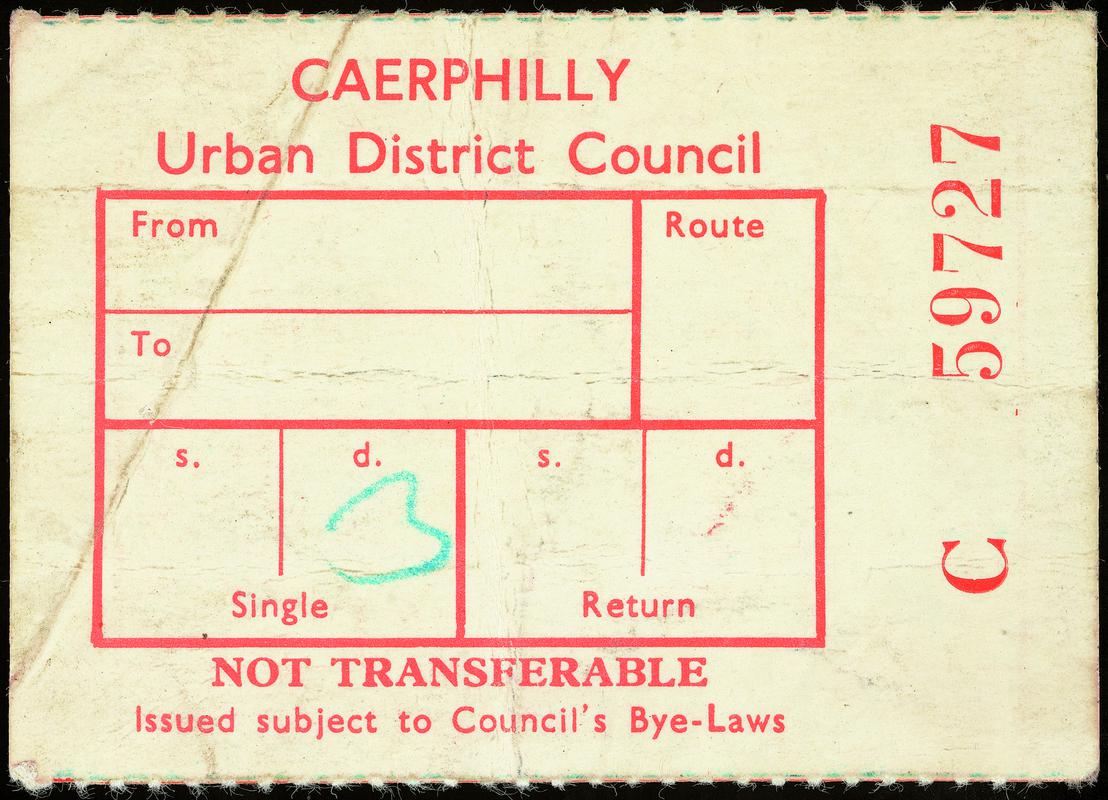 CAERPHILLY
Urban District Council
From
Route
To
s.
d.
s.
d.
3
Single
Return
NOT TRANSFERABLE
Issued subject to Council's Bye-Laws
C 59727